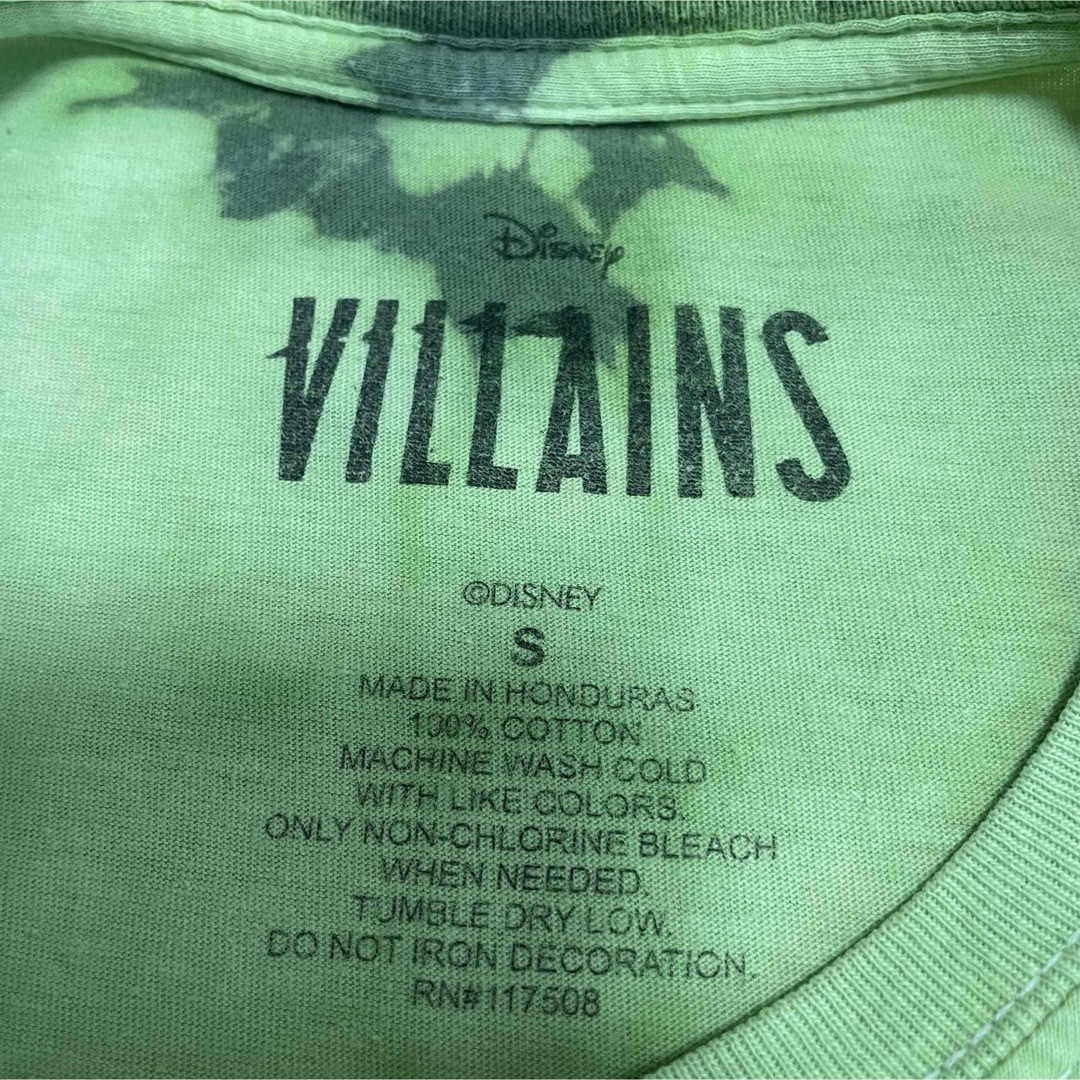 Disney
VILLAINS
©DISNEY
S
MADE IN HONDURAS
100% COTTON
MACHINE WASH COLD
WITH LIKE COLORS.
ONLY NON-CHLORINE BLEACH
WHEN NEEDED.
TUMBLE DRY LOW.
DO NOT IRON DECORATION.
RN#117508